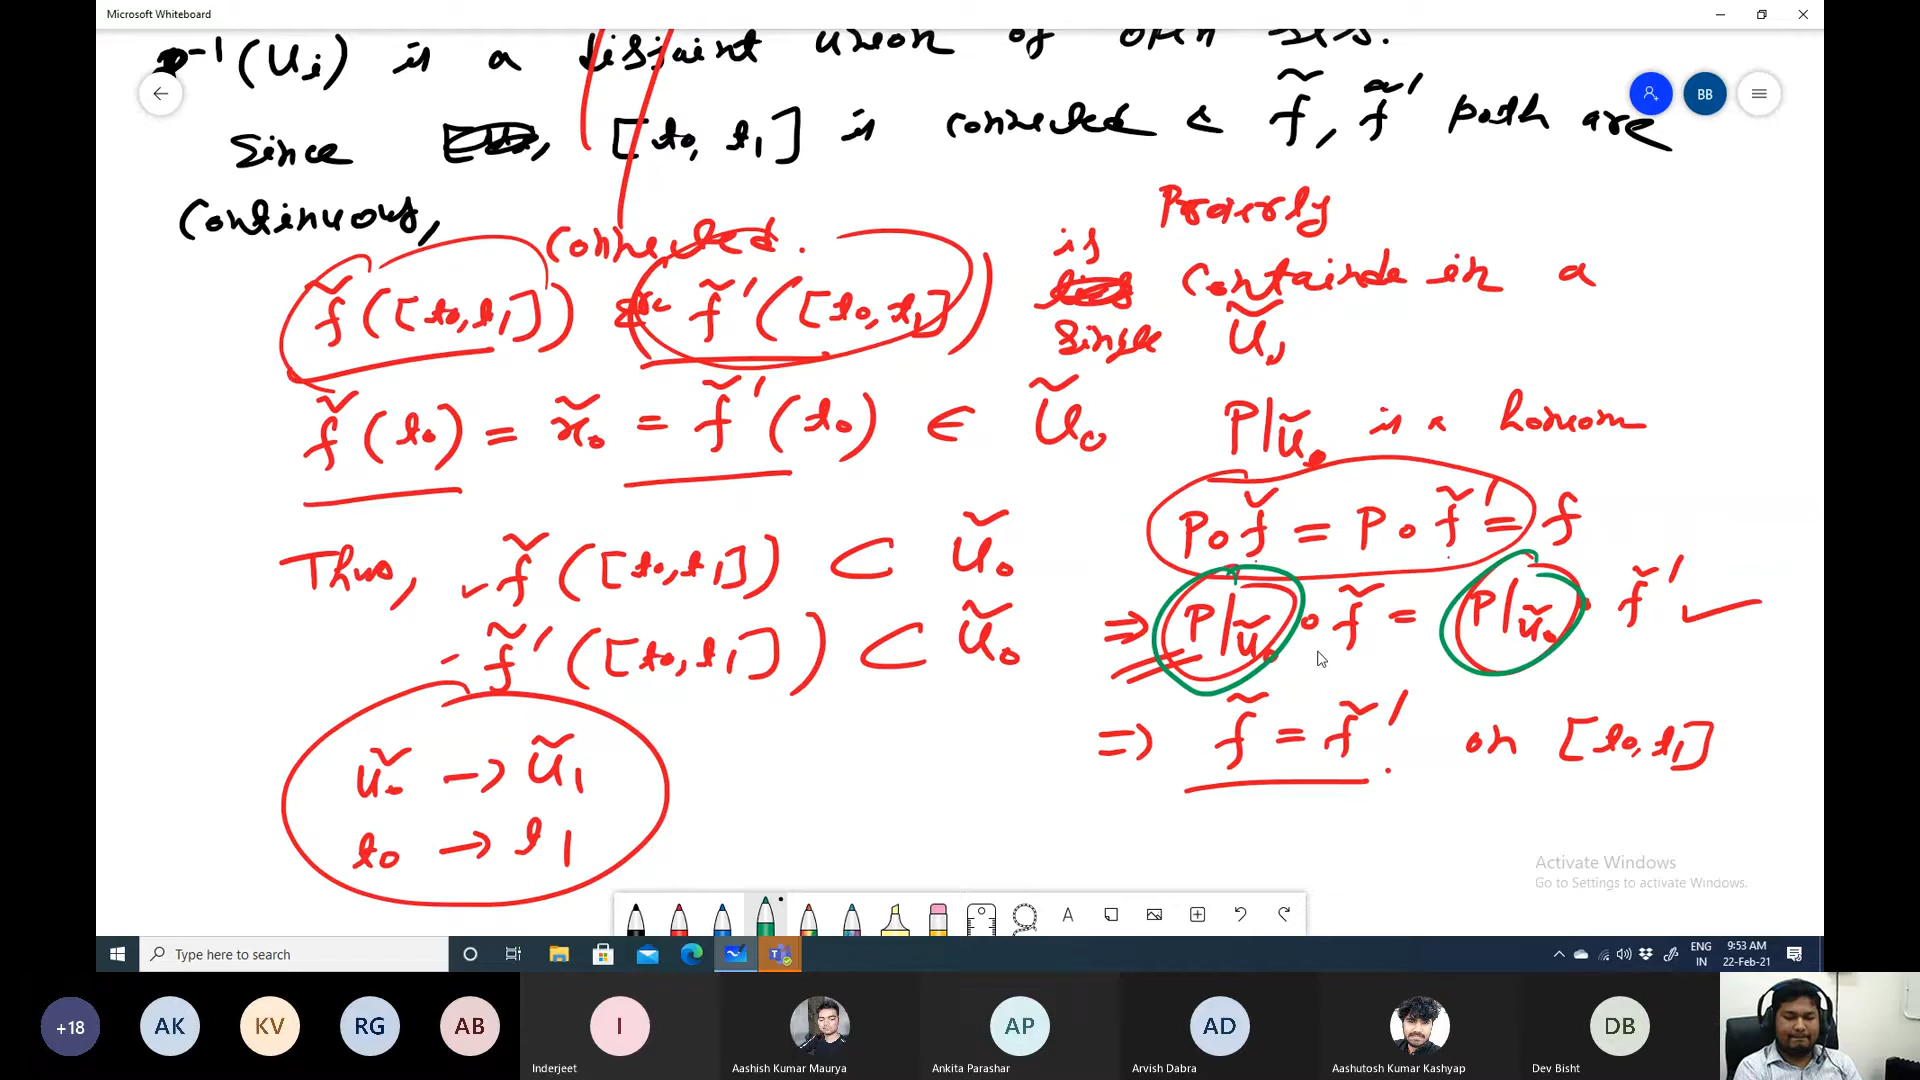 Microsoft Whiteboard
p⁻¹(Ui) is a disjoint union of open sets.
Since [t0, t1] is connected & f̃, f̃' path are
continuous,
connected.
Property
f̃([t0,t1]) f̃'([t0,t1]) is contained in a
single Ũ,
f̃(t0) = x̃0 = f̃'(t0) ∈ Ũ0
P|Ũ0 is a homeom
P∘f̃ = P∘f̃' = f
Thus, f̃([t0,t1]) ⊂ Ũ0
⇒ P|Ũ0 ∘ f̃ = P|Ũ0 ∘ f̃'
f̃'([t0,t1]) ⊂ Ũ0
⇒ f̃ = f̃' on [t0,t1]
Ũ0 → Ũ1
t0 → t1
BB
Activate Windows
Go to Settings to activate Windows.
A
Type here to search
ENG
IN
9:53 AM
22-Feb-21
+18
AK
KV
RG
AB
I
AP
AD
DB
Inderjeet
Aashish Kumar Maurya
Ankita Parashar
Arvish Dabra
Aashutosh Kumar Kashyap
Dev Bisht